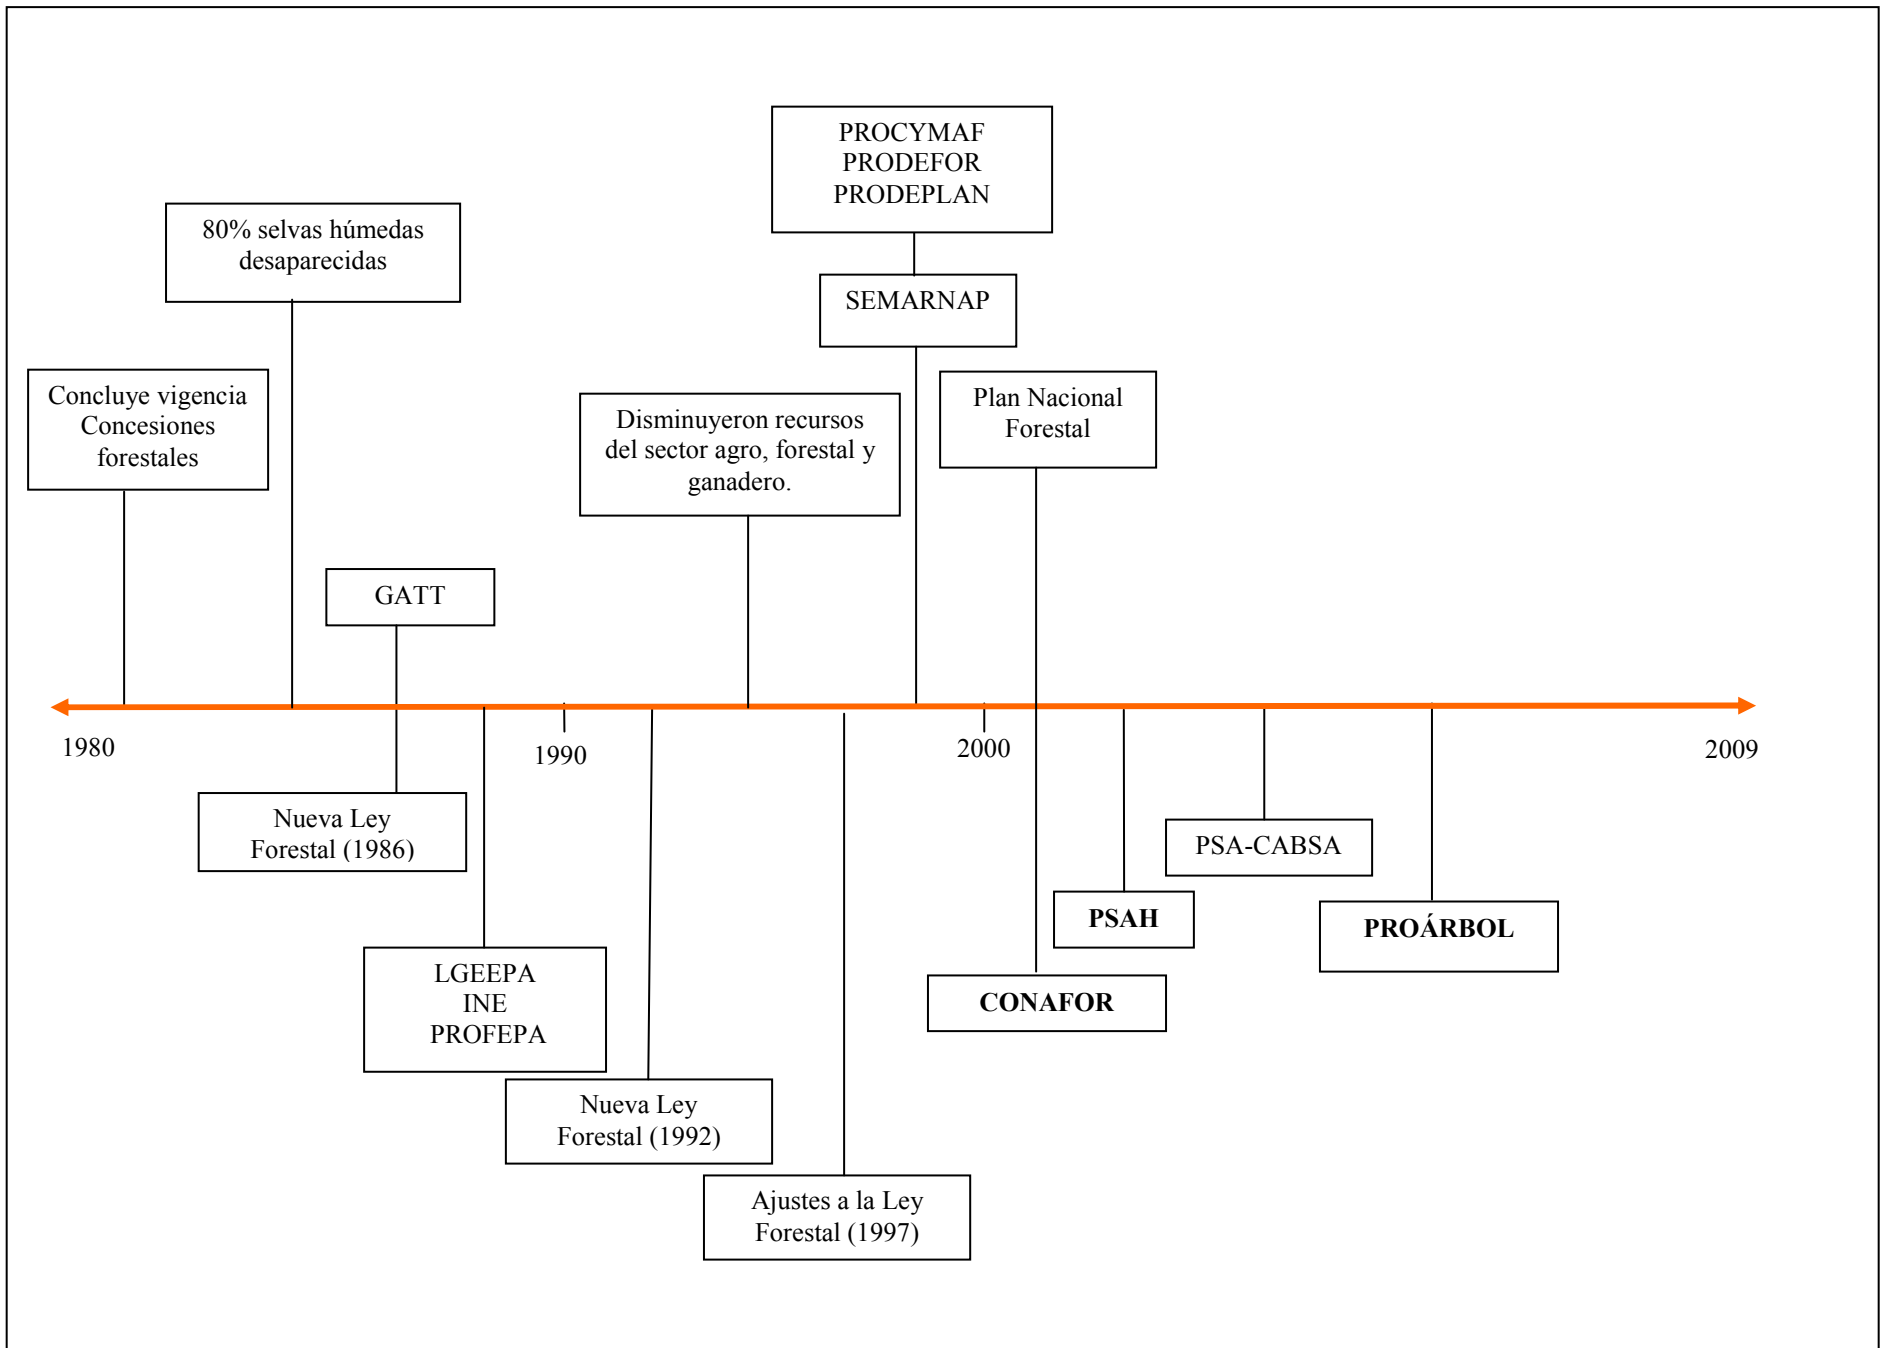 PROCYMAF
PRODEFOR
PRODEPLAN
80% selvas húmedas
desaparecidas
SEMARNAP
Concluye vigencia
Concesiones
forestales
Disminuyeron recursos
del sector agro, forestal y
ganadero.
Plan Nacional
Forestal
GATT
1980
1990
2000
2009
Nueva Ley
Forestal (1986)
PSA-CABSA
PSAH
PROÁRBOL
LGEEPA
INE
PROFEPA
CONAFOR
Nueva Ley
Forestal (1992)
Ajustes a la Ley
Forestal (1997)